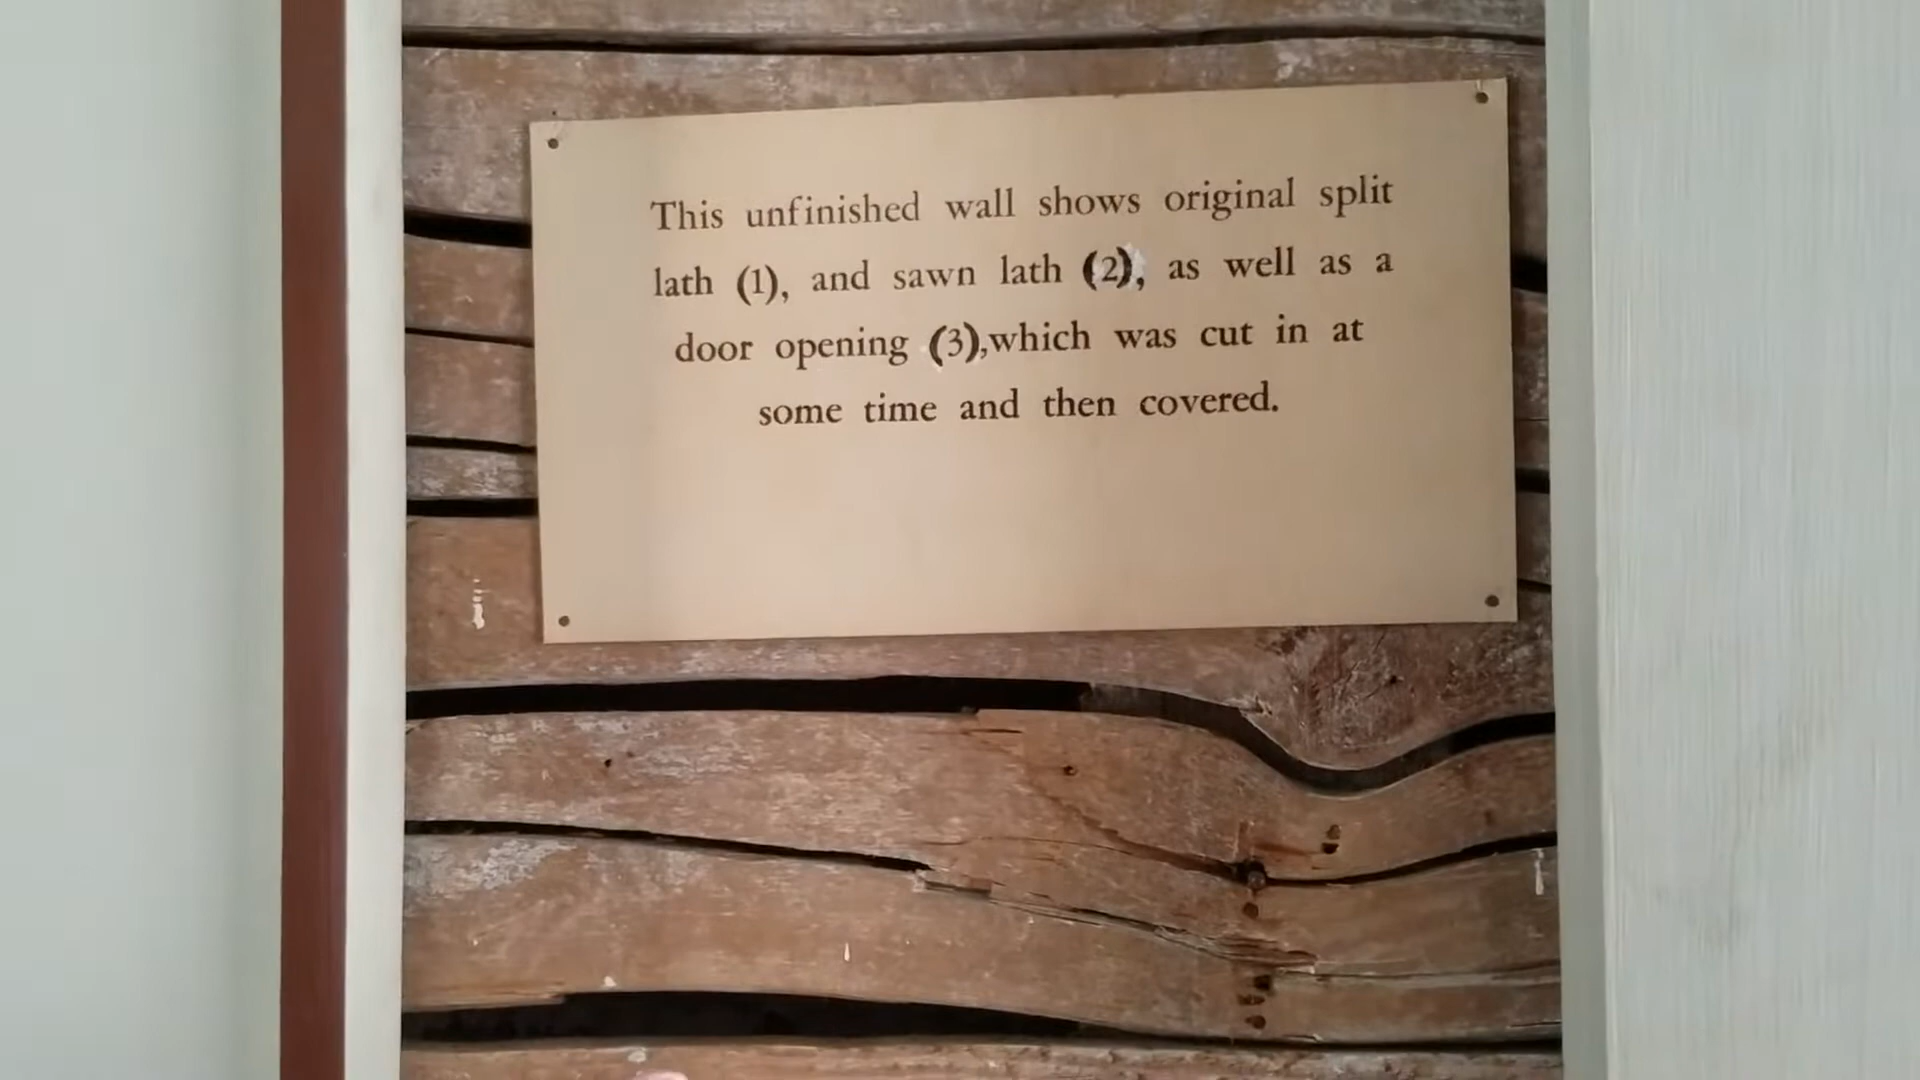 This unfinished wall shows original split
lath (1), and sawn lath (2), as well as a
door opening (3),which was cut in at
some time and then covered.